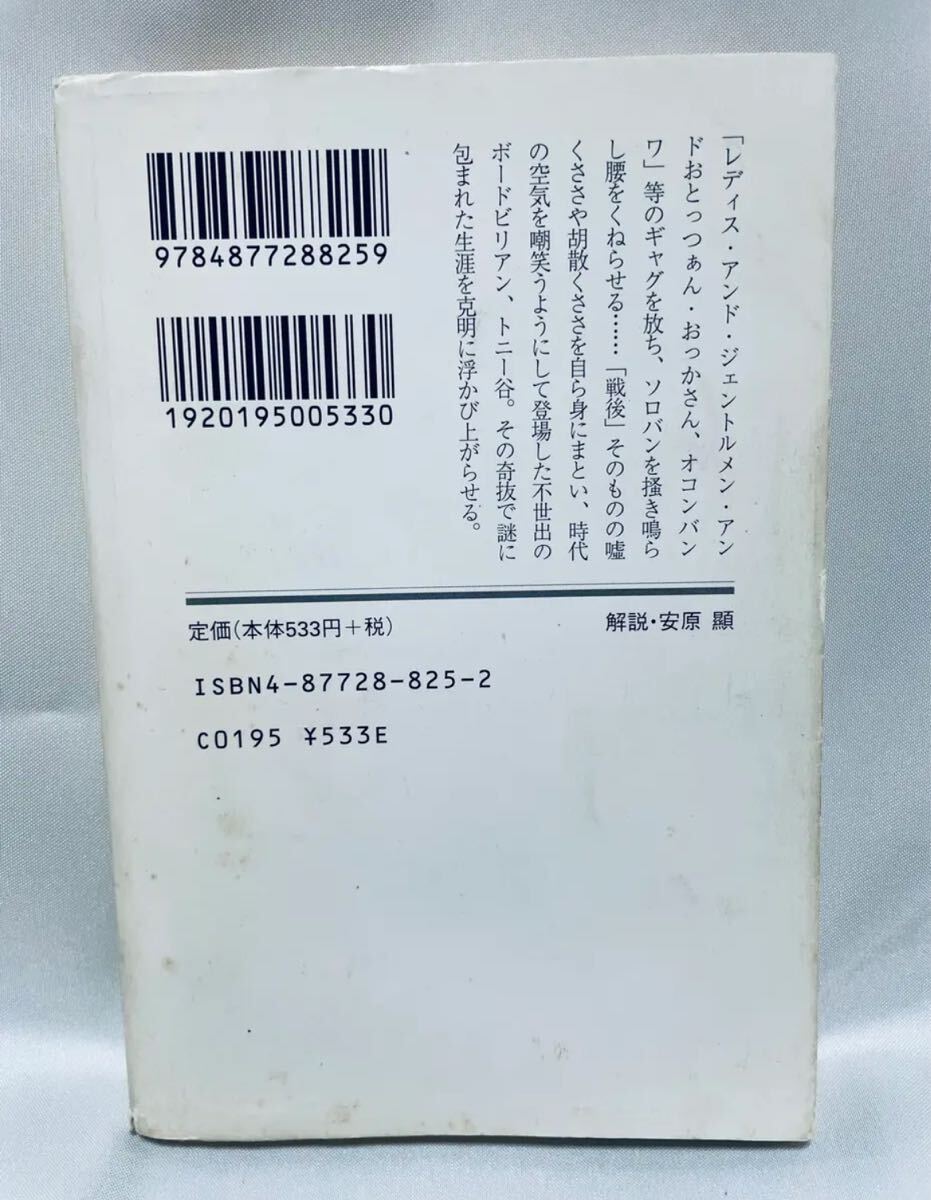 「レディス・アンド・ジェントルメン・アン
ドおとっつぁん・おっかさん、オコンバン
ワ」等のギャグを放ち、ソロバンを掻き鳴ら
し腰をくねらせる……「戦後」そのものの嘘
くささや胡散くささを自ら身にまとい、時代
の空気を嘲笑うようにして登場した不世出の
ボードビリアン、トニー谷。その奇抜で謎に
包まれた生涯を克明に浮かび上がらせる。
9784877288259
1920195005330
定価(本体533円+税)
解説・安原 顯
ISBN4-87728-825-2
C0195 ¥533E